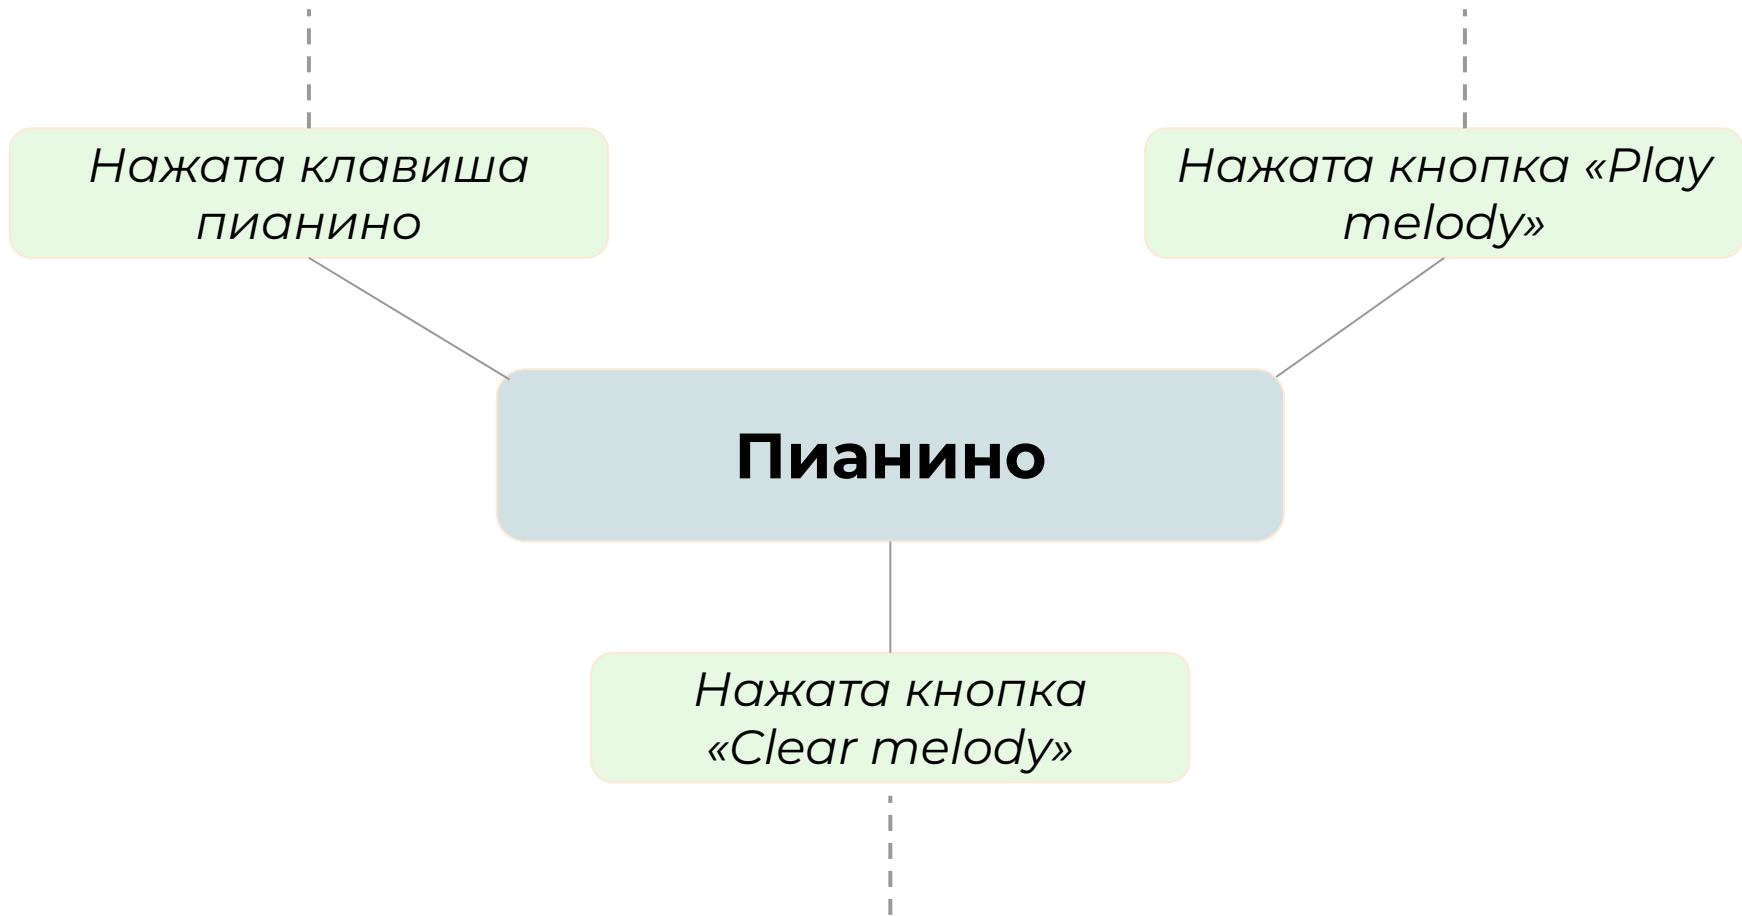 Нажата клавиша
пианино
Нажата кнопка «Play
melody»
Пианино
Нажата кнопка
«Clear melody»